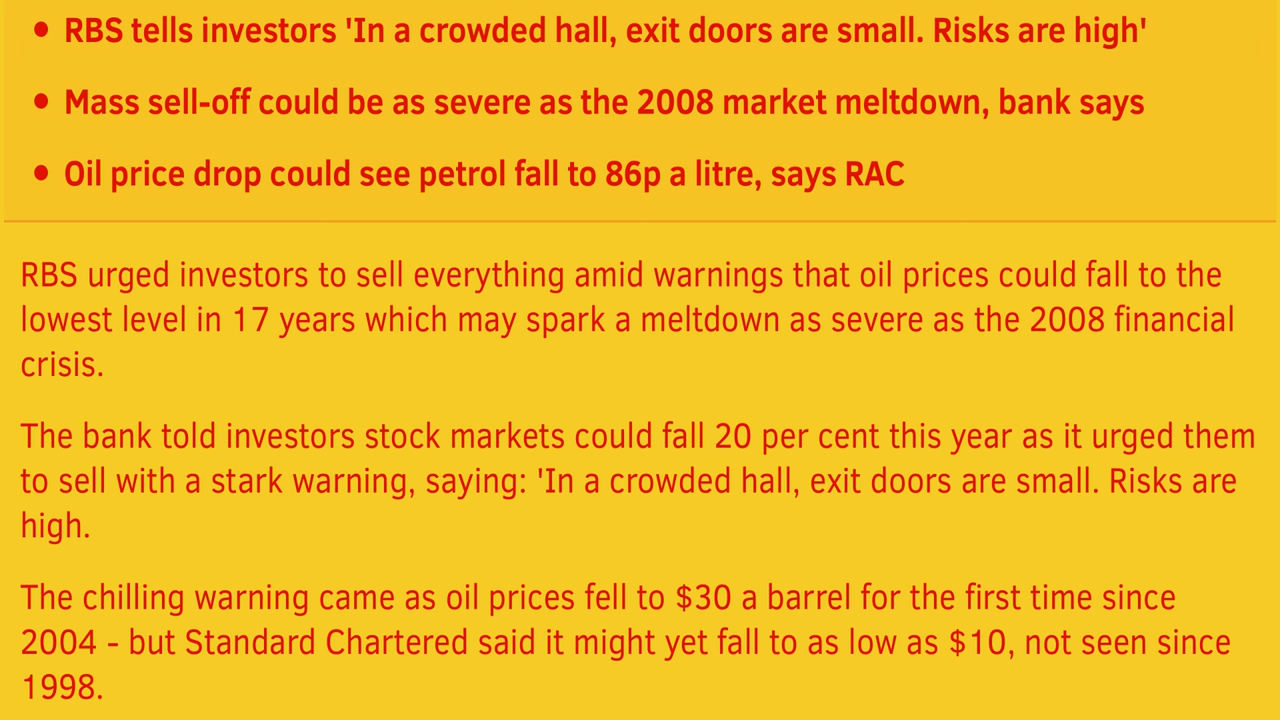 • RBS tells investors 'In a crowded hall, exit doors are small. Risks are high'
• Mass sell-off could be as severe as the 2008 market meltdown, bank says
• Oil price drop could see petrol fall to 86p a litre, says RAC
RBS urged investors to sell everything amid warnings that oil prices could fall to the
lowest level in 17 years which may spark a meltdown as severe as the 2008 financial
crisis.
The bank told investors stock markets could fall 20 per cent this year as it urged them
to sell with a stark warning, saying: 'In a crowded hall, exit doors are small. Risks are
high.
The chilling warning came as oil prices fell to $30 a barrel for the first time since
2004 - but Standard Chartered said it might yet fall to as low as $10, not seen since
1998.